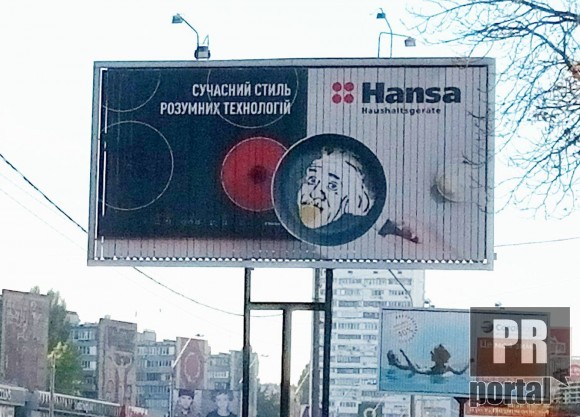 СУЧАСНИЙ СТИЛЬ
РОЗУМНИХ ТЕХНОЛОГІЙ
Hansa
Haushaltsgeräte
PR
portal